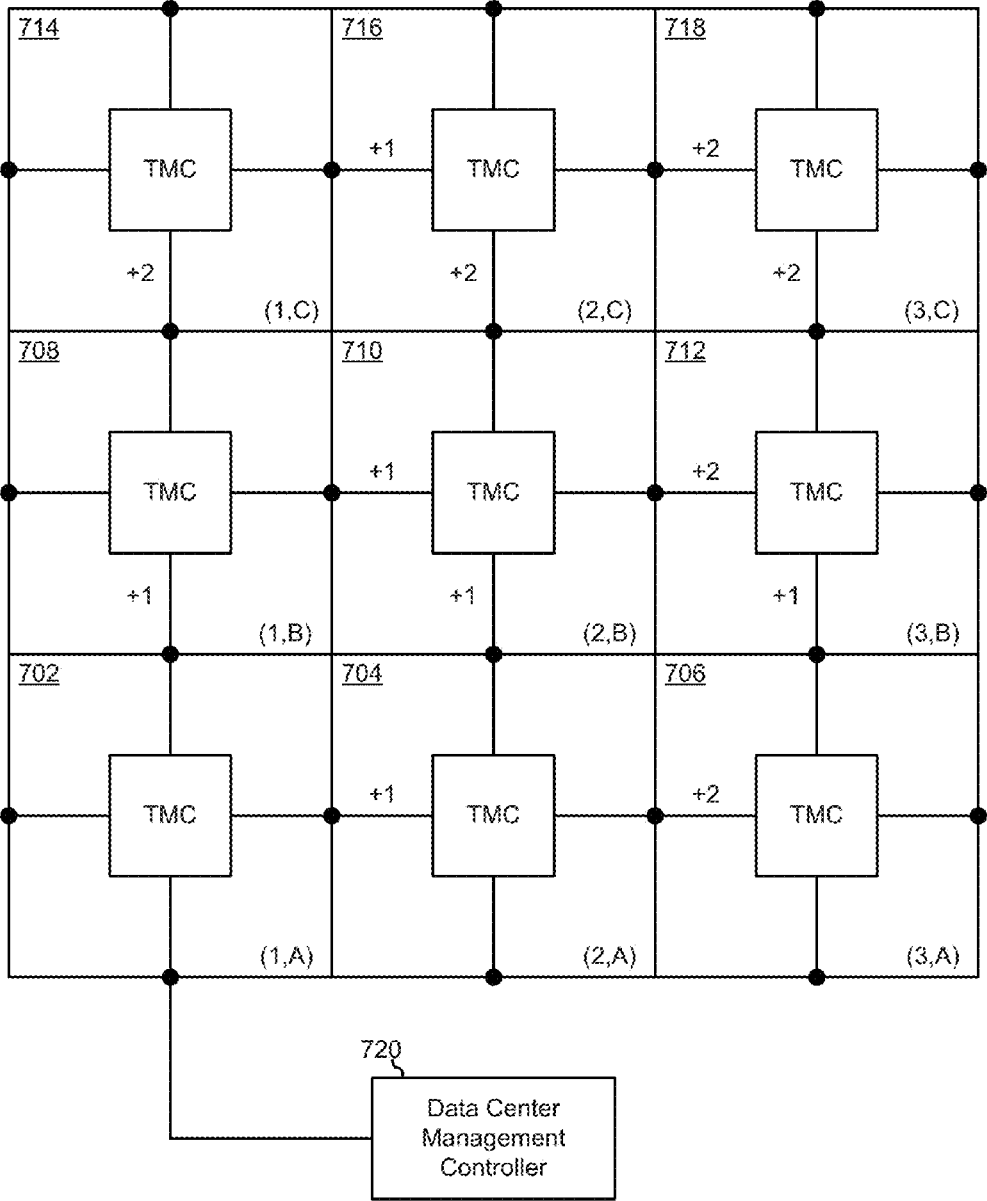 714
716
718
TMC
+1
TMC
+2
TMC
+2
+2
+2
(1,C)
(2,C)
(3,C)
708
710
712
TMC
+1
TMC
+2
TMC
+1
+1
+1
(1,B)
(2,B)
(3,B)
702
704
706
TMC
+1
TMC
+2
TMC
(1,A)
(2,A)
(3,A)
720
Data Center
Management
Controller